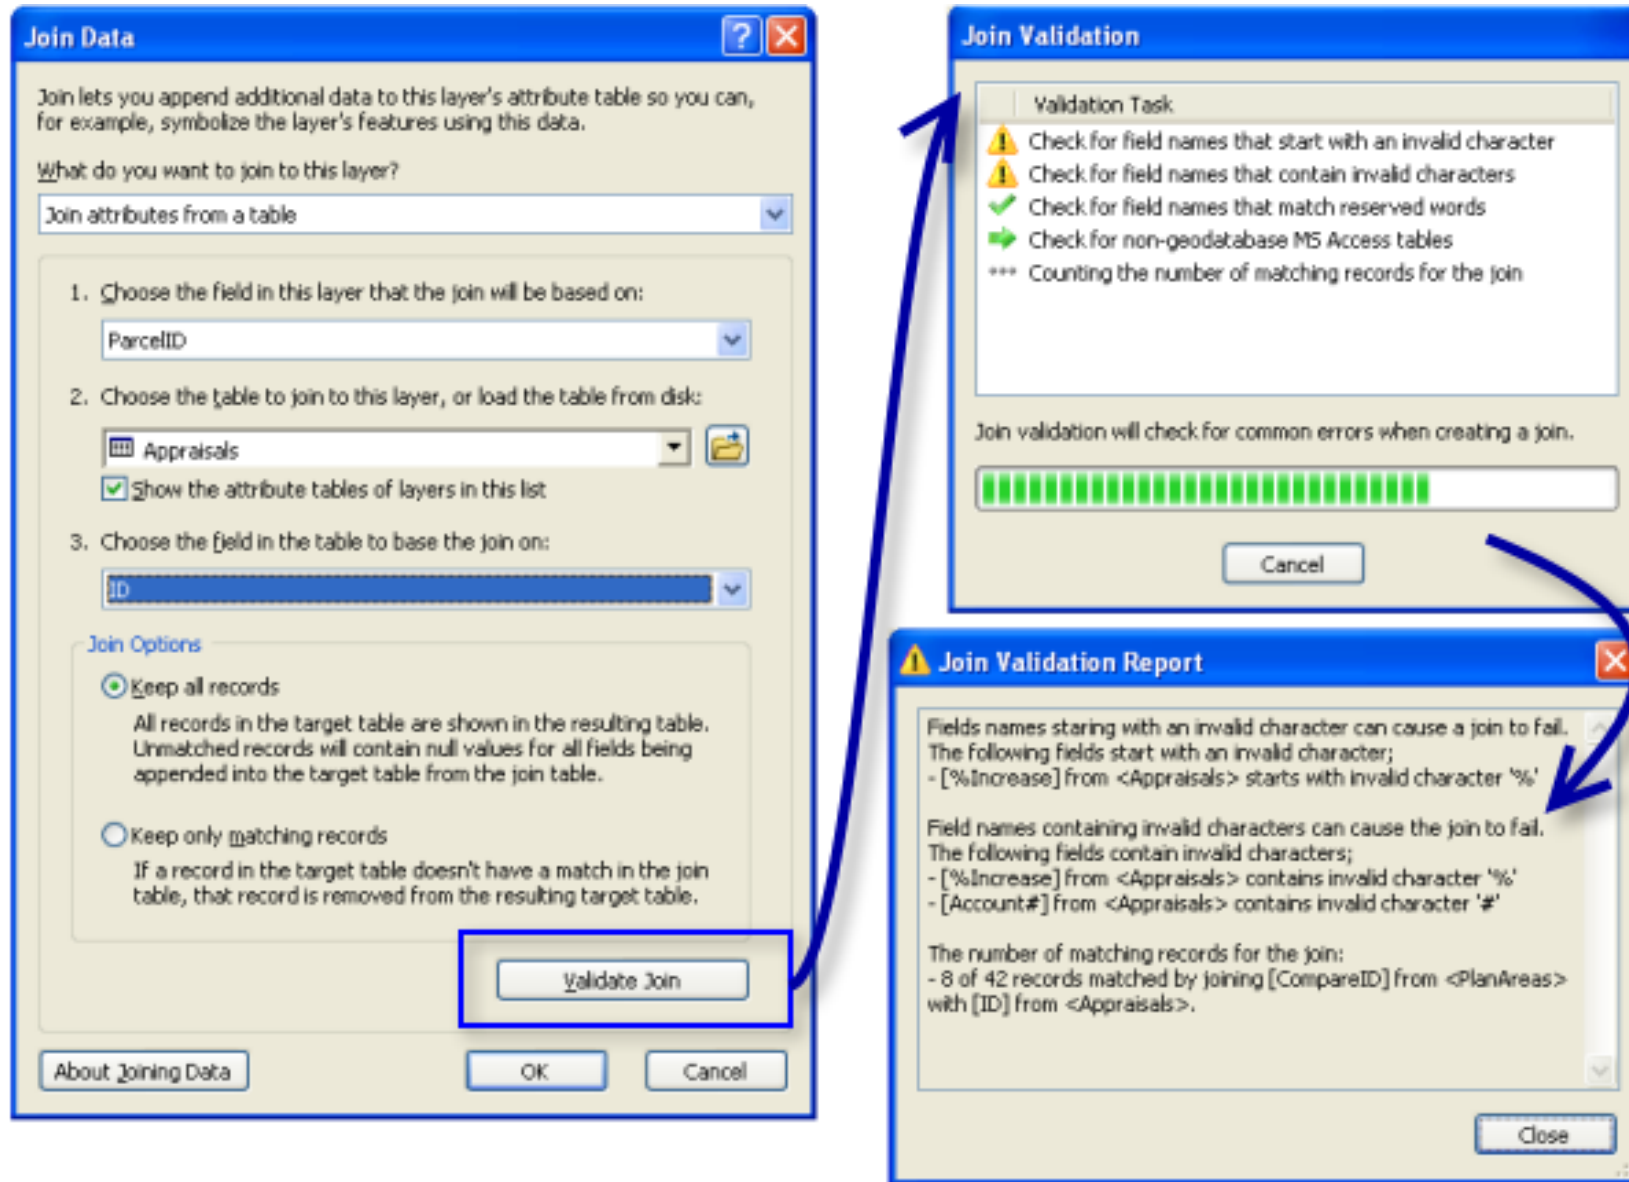 Join Data
Join lets you append additional data to this layer's attribute table so you can,
for example, symbolize the layer's features using this data.
What do you want to join to this layer?
Join attributes from a table
1. Choose the field in this layer that the join will be based on:
ParcelID
2. Choose the table to join to this layer, or load the table from disk:
Appraisals
Show the attribute tables of layers in this list
3. Choose the field in the table to base the join on:
ID
Join Options
Keep all records
All records in the target table are shown in the resulting table.
Unmatched records will contain null values for all fields being
appended into the target table from the join table.
Keep only matching records
If a record in the target table doesn't have a match in the join
table, that record is removed from the resulting target table.
Validate Join
About Joining Data
OK
Cancel
Join Validation
Validation Task
Check for field names that start with an invalid character
Check for field names that contain invalid characters
Check for field names that match reserved words
Check for non-geodatabase MS Access tables
Counting the number of matching records for the join
Join validation will check for common errors when creating a join.
Cancel
Join Validation Report
Fields names staring with an invalid character can cause a join to fail.
The following fields start with an invalid character;
- [%Increase] from <Appraisals> starts with invalid character '%'
Field names containing invalid characters can cause the join to fail.
The following fields contain invalid characters;
- [%Increase] from <Appraisals> contains invalid character '%'
- [Account#] from <Appraisals> contains invalid character '#'
The number of matching records for the join:
- 8 of 42 records matched by joining [CompareID] from <PlanAreas>
with [ID] from <Appraisals>.
Close